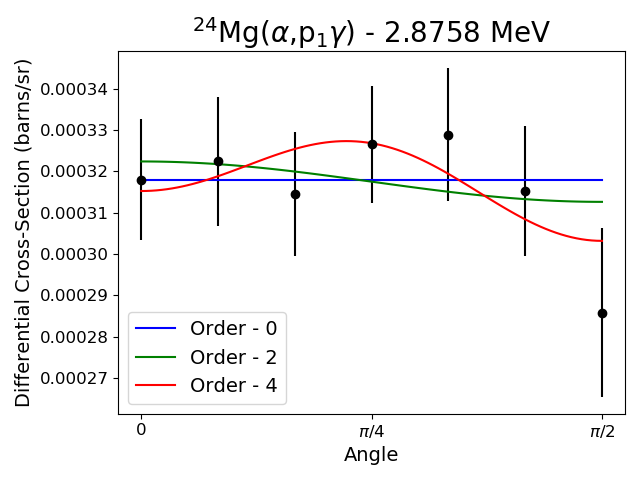 ²⁴Mg(α,p₁γ) - 2.8758 MeV
Differential Cross-Section (barns/sr)
0.00034
0.00033
0.00032
0.00031
0.00030
0.00029
0.00028
0.00027
Order - 0
Order - 2
Order - 4
0
π/4
π/2
Angle